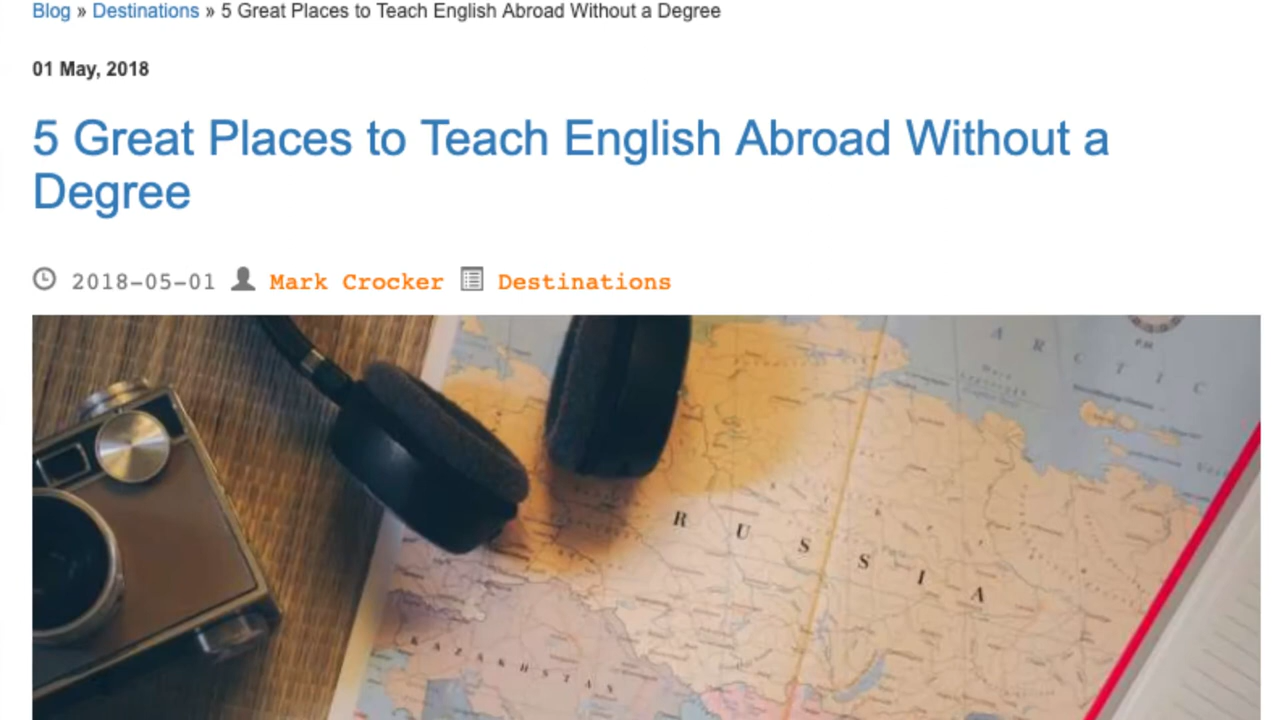 Blog » Destinations » 5 Great Places to Teach English Abroad Without a Degree
01 May, 2018
5 Great Places to Teach English Abroad Without a
Degree
2018-05-01 Mark Crocker Destinations
A R C T I C
R U S S I A
K A Z A K H S T A N